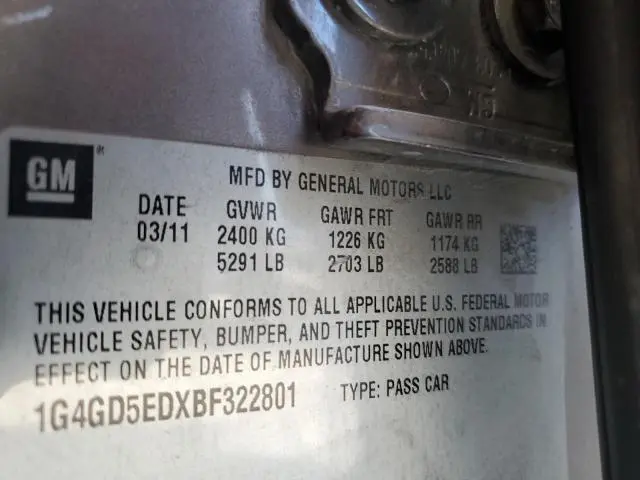 15
GM®
MFD BY GENERAL MOTORS LLC
DATE GVWR GAWR FRT GAWR RR
03/11 2400 KG 1226 KG 1174 KG
5291 LB 2703 LB 2588 LB
THIS VEHICLE CONFORMS TO ALL APPLICABLE U.S. FEDERAL MOTOR
VEHICLE SAFETY, BUMPER, AND THEFT PREVENTION STANDARDS IN
EFFECT ON THE DATE OF MANUFACTURE SHOWN ABOVE.
1G4GD5EDXBF322801 TYPE: PASS CAR